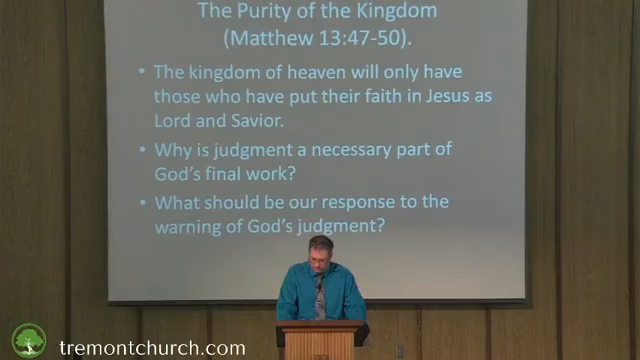 The Purity of the Kingdom
(Matthew 13:47-50).
• The kingdom of heaven will only have
those who have put their faith in Jesus as
Lord and Savior.
• Why is judgment a necessary part of
God's final work?
• What should be our response to the
warning of God's judgment?
tremontchurch.com